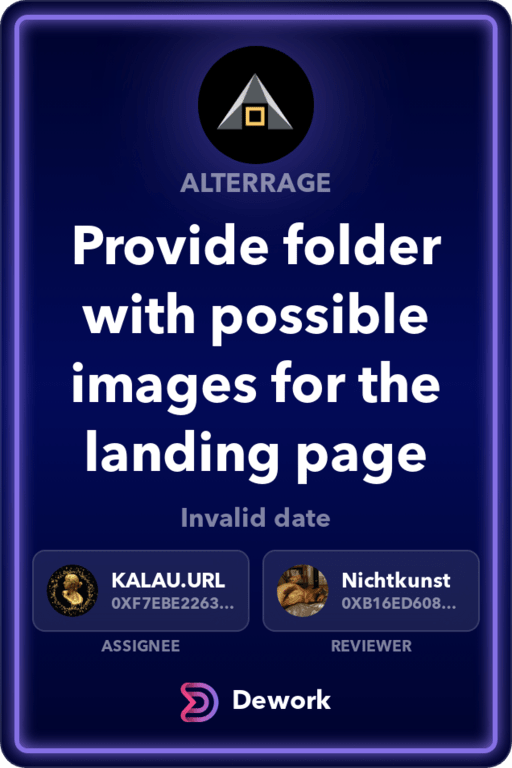 ALTERRAGE
Provide folder
with possible
images for the
landing page
Invalid date
KALAU.URL
0XF7EBE2263...
ASSIGNEE
Nichtkunst
0XB16ED608...
REVIEWER
Dework